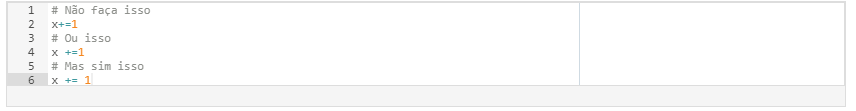 1 # Não faça isso
2 x+=1
3 # Ou isso
4 x +=1
5 # Mas sim isso
6 x += 1